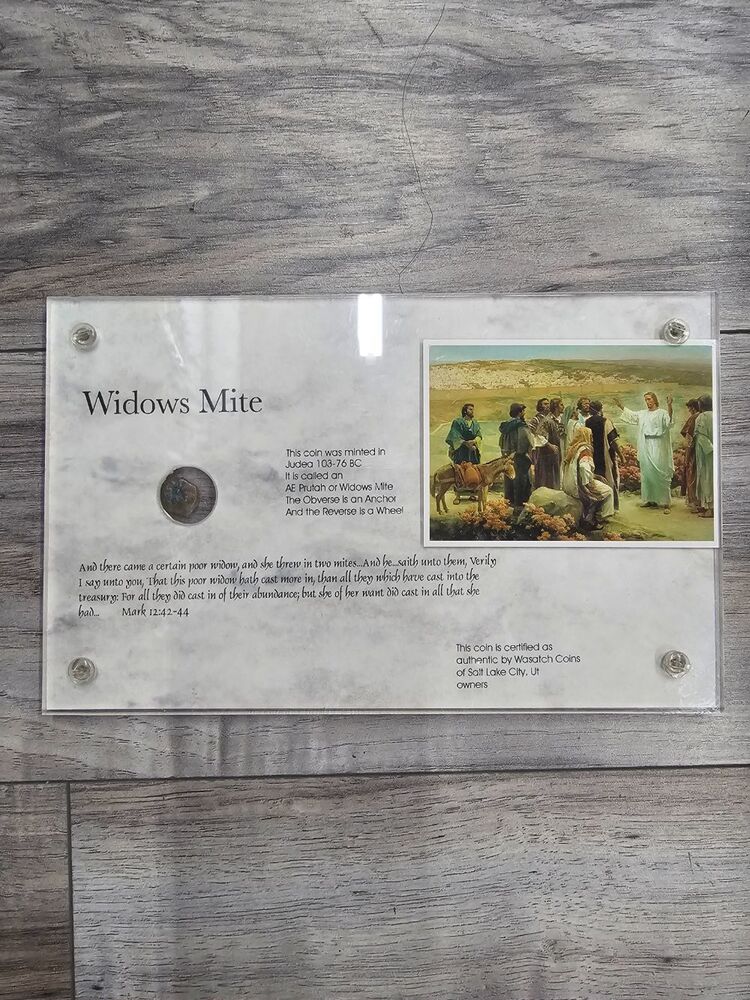 Widows Mite
This coin was minted in
Judea 103-76 BC
It is called an
AE Prutah or Widows Mite
The Obverse is an Anchor
And the Reverse is a Wheel
And there came a certain poor widow, and she threw in two mites...And he...saith unto them, Verily
I say unto you, That this poor widow hath cast more in, than all they which have cast into the
treasury: For all they did cast in of their abundance; but she of her want did cast in all that she
had... Mark 12:42-44
This coin is certified as
authentic by Wasatch Coins
of Salt Lake City, Ut
owners